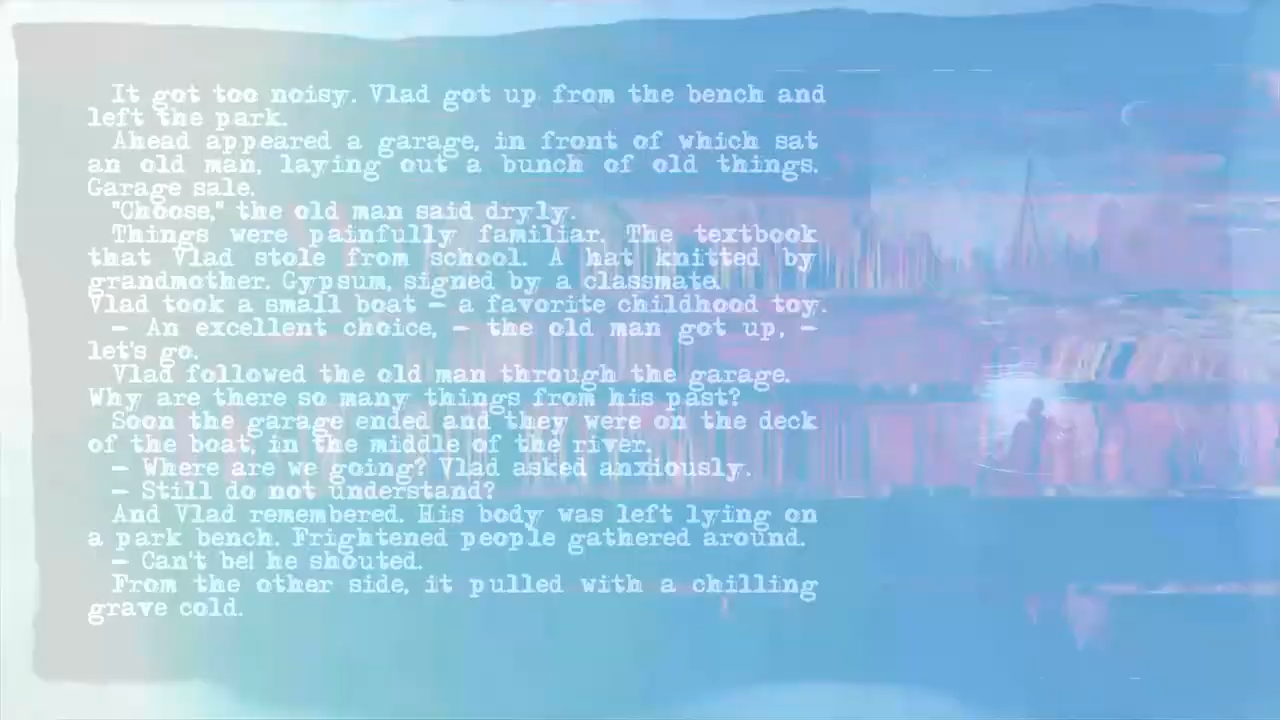 It got too noisy. Vlad got up from the bench and
left the park.
Ahead appeared a garage, in front of which sat
an old man, laying out a bunch of old things.
Garage sale.
"Choose," the old man said dryly.
Things were painfully familiar. The textbook
that Vlad stole from school. A hat knitted by
grandmother. Gypsum, signed by a classmate.
Vlad took a small boat – a favorite childhood toy.
– An excellent choice, – the old man got up, –
let's go.
Vlad followed the old man through the garage.
Why are there so many things from his past?
Soon the garage ended and they were on the deck
of the boat, in the middle of the river.
– Where are we going? Vlad asked anxiously.
– Still do not understand?
And Vlad remembered. His body was left lying on
a park bench. Frightened people gathered around.
– Can't be! he shouted.
From the other side, it pulled with a chilling
grave cold.